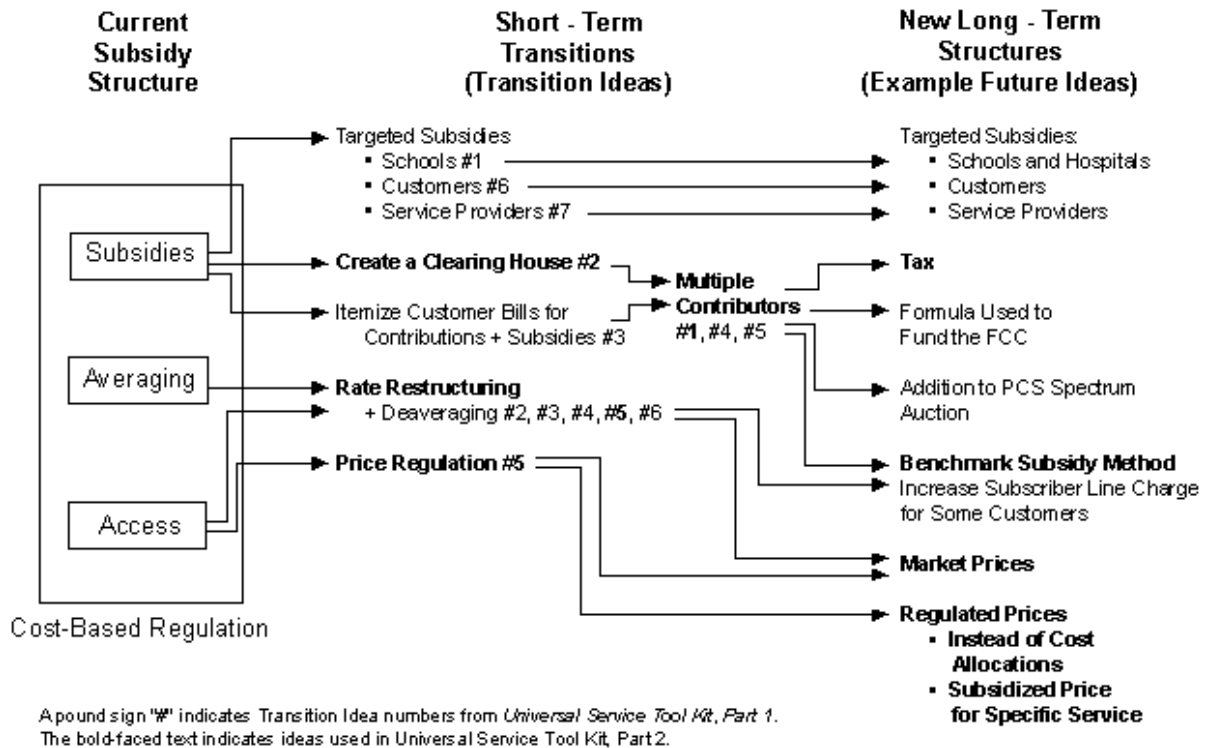 Current
Subsidy
Structure
Short - Term
Transitions
(Transition Ideas)
New Long - Term
Structures
(Example Future Ideas)
Subsidies
Averaging
Access
Cost-Based Regulation
Targeted Subsidies
▪ Schools #1
▪ Customers #6
▪ Service Providers #7
Create a Clearing House #2
Itemize Customer Bills for
Contributions + Subsidies #3
Rate Restructuring
+ Deaveraging #2, #3, #4, #5, #6
Price Regulation #5
Multiple
Contributors
#1, #4, #5
Targeted Subsidies:
▪ Schools and Hospitals
▪ Customers
▪ Service Providers
Tax
Formula Used to
Fund the FCC
Addition to PCS Spectrum
Auction
Benchmark Subsidy Method
Increase Subscriber Line Charge
for Some Customers
Market Prices
Regulated Prices
▪ Instead of Cost
Allocations
▪ Subsidized Price
for Specific Service
A pound sign "#" indicates Transition Idea numbers from Universal Service Tool Kit, Part 1.
The bold-faced text indicates ideas used in Universal Service Tool Kit, Part 2.